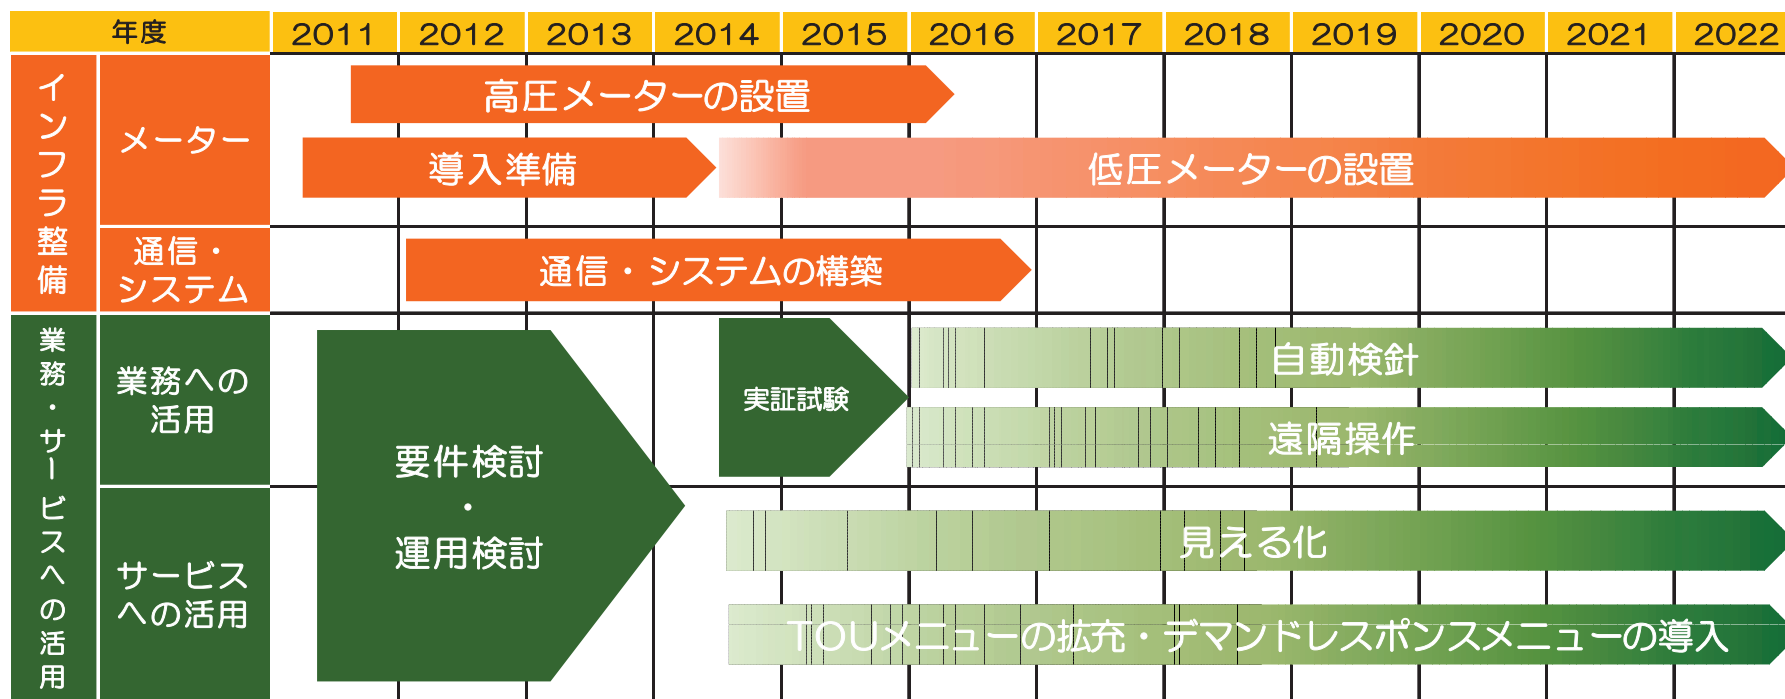 年度
2011
2012
2013
2014
2015
2016
2017
2018
2019
2020
2021
2022
インフラ整備
メーター
高圧メーターの設置
導入準備
低圧メーターの設置
通信・
システム
通信・システムの構築
業務・サービスへの活用
業務への
活用
要件検討
・
運用検討
実証試験
自動検針
遠隔操作
サービス
への活用
見える化
TOUメニューの拡充・デマンドレスポンスメニューの導入